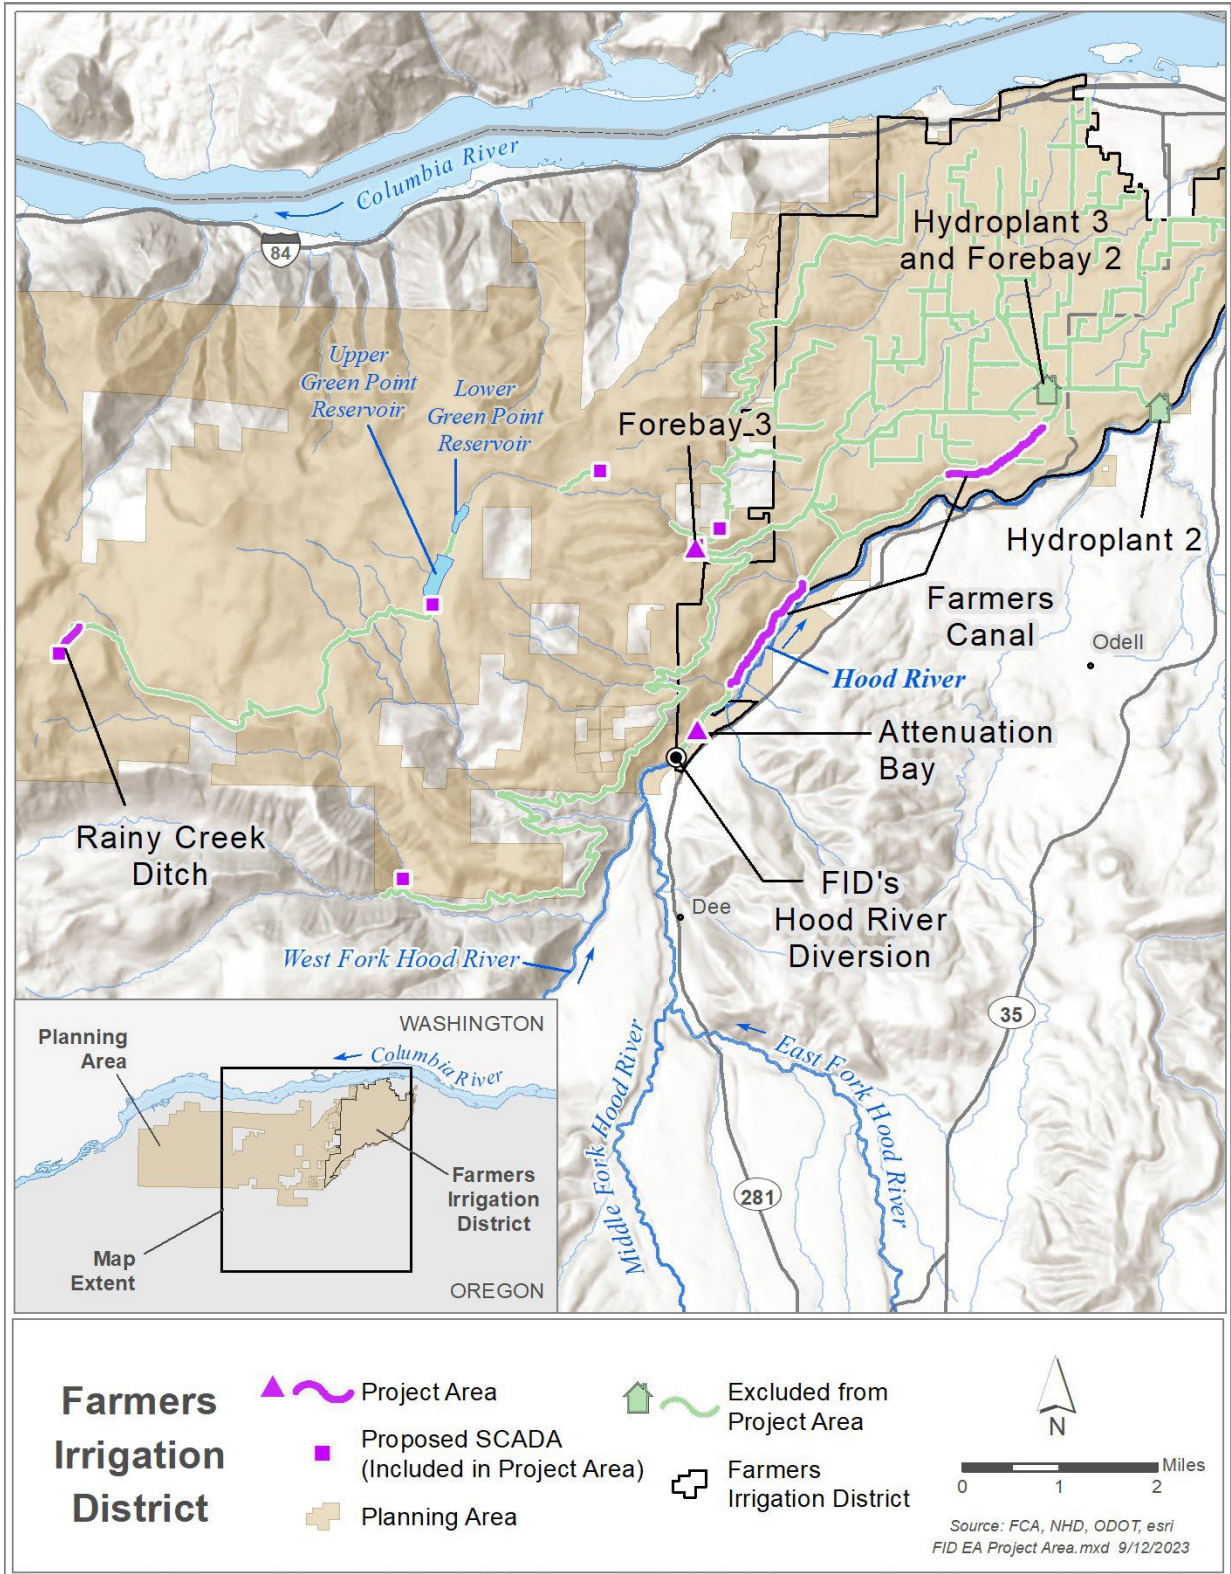 Columbia River
84
Hydroplant 3
and Forebay 2
Upper
Green Point
Reservoir
Lower
Green Point
Reservoir
Forebay 3
Hydroplant 2
Farmers
Canal
Odell
Hood River
Attenuation
Bay
Rainy Creek
Ditch
FID's
Hood River
Diversion
Dee
West Fork Hood River
35
East Fork Hood River
Middle Fork Hood River
281
WASHINGTON
Planning
Area
Columbia River
Farmers
Irrigation
District
Map
Extent
OREGON
Farmers
Irrigation
District
Project Area
Proposed SCADA
(Included in Project Area)
Planning Area
Excluded from
Project Area
Farmers
Irrigation District
N
Miles
0 1 2
Source: FCA, NHD, ODOT, esri
FID EA Project Area.mxd 9/12/2023